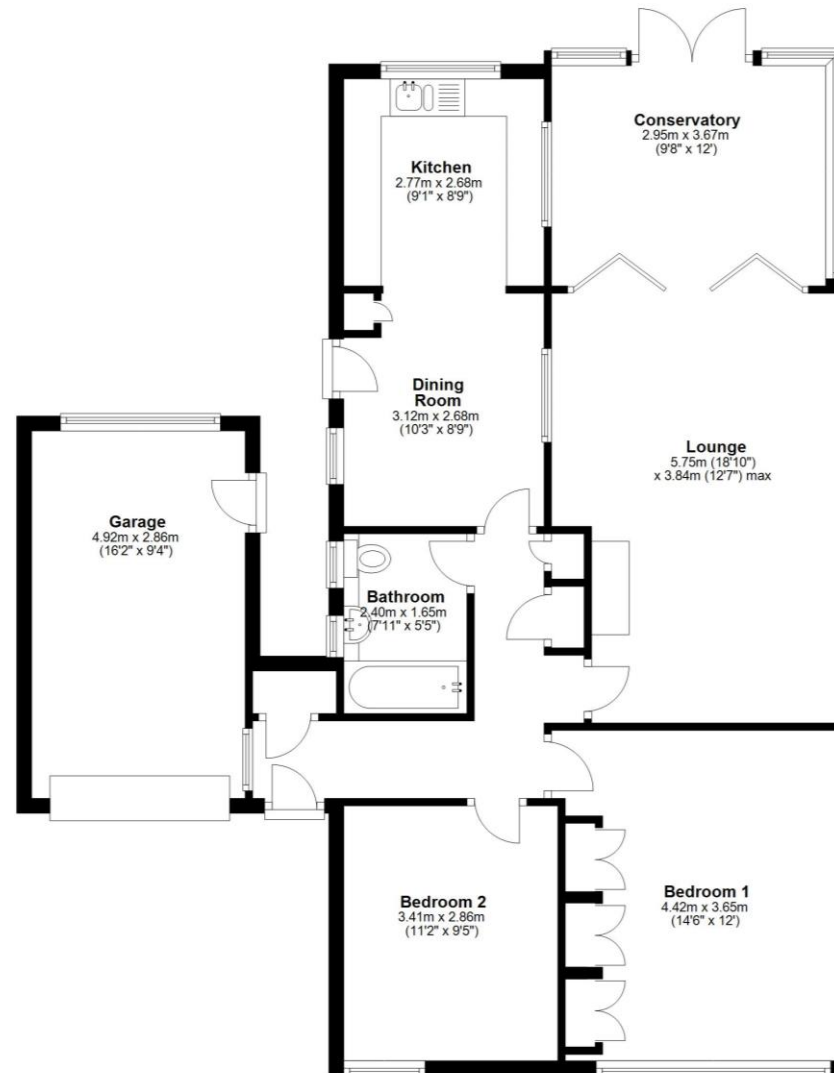 Conservatory
2.95m x 3.67m
(9'8" x 12')
Kitchen
2.77m x 2.68m
(9'1" x 8'9")
Dining
Room
3.12m x 2.68m
(10'3" x 8'9")
Lounge
5.75m (18'10")
x 3.84m (12'7") max
Garage
4.92m x 2.86m
(16'2" x 9'4")
Bathroom
2.40m x 1.65m
(7'11" x 5'5")
Bedroom 1
4.42m x 3.65m
(14'6" x 12')
Bedroom 2
3.41m x 2.86m
(11'2" x 9'5")